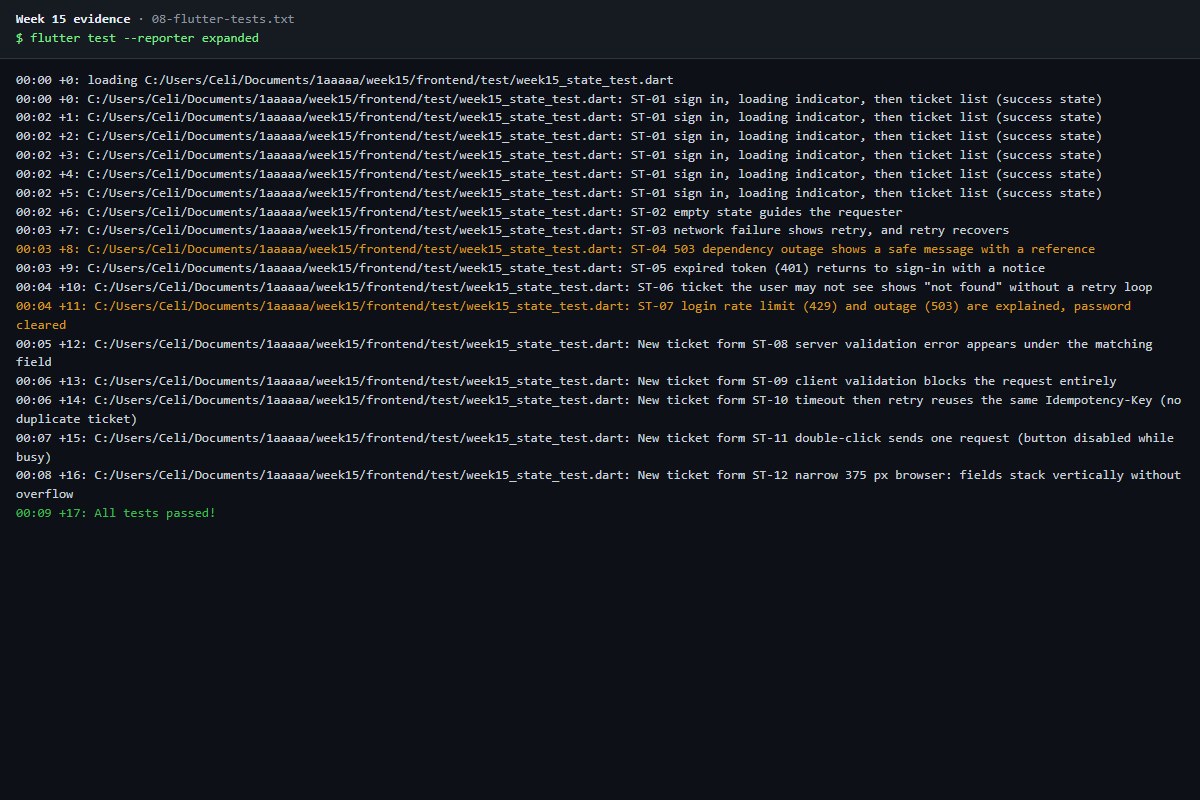 Week 15 evidence · 08-flutter-tests.txt
$ flutter test --reporter expanded
00:00 +0: loading C:/Users/Celi/Documents/1aaaaa/week15/frontend/test/week15_state_test.dart
00:00 +0: C:/Users/Celi/Documents/1aaaaa/week15/frontend/test/week15_state_test.dart: ST-01 sign in, loading indicator, then ticket list (success state)
00:02 +1: C:/Users/Celi/Documents/1aaaaa/week15/frontend/test/week15_state_test.dart: ST-01 sign in, loading indicator, then ticket list (success state)
00:02 +2: C:/Users/Celi/Documents/1aaaaa/week15/frontend/test/week15_state_test.dart: ST-01 sign in, loading indicator, then ticket list (success state)
00:02 +3: C:/Users/Celi/Documents/1aaaaa/week15/frontend/test/week15_state_test.dart: ST-01 sign in, loading indicator, then ticket list (success state)
00:02 +4: C:/Users/Celi/Documents/1aaaaa/week15/frontend/test/week15_state_test.dart: ST-01 sign in, loading indicator, then ticket list (success state)
00:02 +5: C:/Users/Celi/Documents/1aaaaa/week15/frontend/test/week15_state_test.dart: ST-01 sign in, loading indicator, then ticket list (success state)
00:02 +6: C:/Users/Celi/Documents/1aaaaa/week15/frontend/test/week15_state_test.dart: ST-02 empty state guides the requester
00:03 +7: C:/Users/Celi/Documents/1aaaaa/week15/frontend/test/week15_state_test.dart: ST-03 network failure shows retry, and retry recovers
00:03 +8: C:/Users/Celi/Documents/1aaaaa/week15/frontend/test/week15_state_test.dart: ST-04 503 dependency outage shows a safe message with a reference
00:03 +9: C:/Users/Celi/Documents/1aaaaa/week15/frontend/test/week15_state_test.dart: ST-05 expired token (401) returns to sign-in with a notice
00:04 +10: C:/Users/Celi/Documents/1aaaaa/week15/frontend/test/week15_state_test.dart: ST-06 ticket the user may not see shows "not found" without a retry loop
00:04 +11: C:/Users/Celi/Documents/1aaaaa/week15/frontend/test/week15_state_test.dart: ST-07 login rate limit (429) and outage (503) are explained, password
cleared
00:05 +12: C:/Users/Celi/Documents/1aaaaa/week15/frontend/test/week15_state_test.dart: New ticket form ST-08 server validation error appears under the matching
field
00:06 +13: C:/Users/Celi/Documents/1aaaaa/week15/frontend/test/week15_state_test.dart: New ticket form ST-09 client validation blocks the request entirely
00:06 +14: C:/Users/Celi/Documents/1aaaaa/week15/frontend/test/week15_state_test.dart: New ticket form ST-10 timeout then retry reuses the same Idempotency-Key (no
duplicate ticket)
00:07 +15: C:/Users/Celi/Documents/1aaaaa/week15/frontend/test/week15_state_test.dart: New ticket form ST-11 double-click sends one request (button disabled while
busy)
00:08 +16: C:/Users/Celi/Documents/1aaaaa/week15/frontend/test/week15_state_test.dart: New ticket form ST-12 narrow 375 px browser: fields stack vertically without
overflow
00:09 +17: All tests passed!